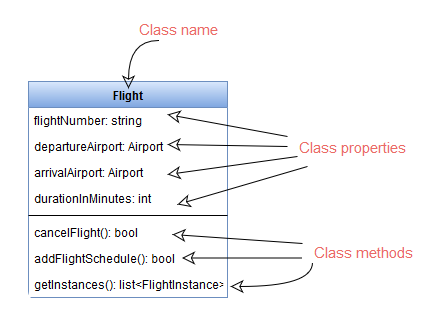 Class name
Flight
flightNumber: string
departureAirport: Airport
arrivalAirport: Airport
durationInMinutes: int
Class properties
cancelFlight(): bool
addFlightSchedule(): bool
getInstances(): list<FlightInstance>
Class methods